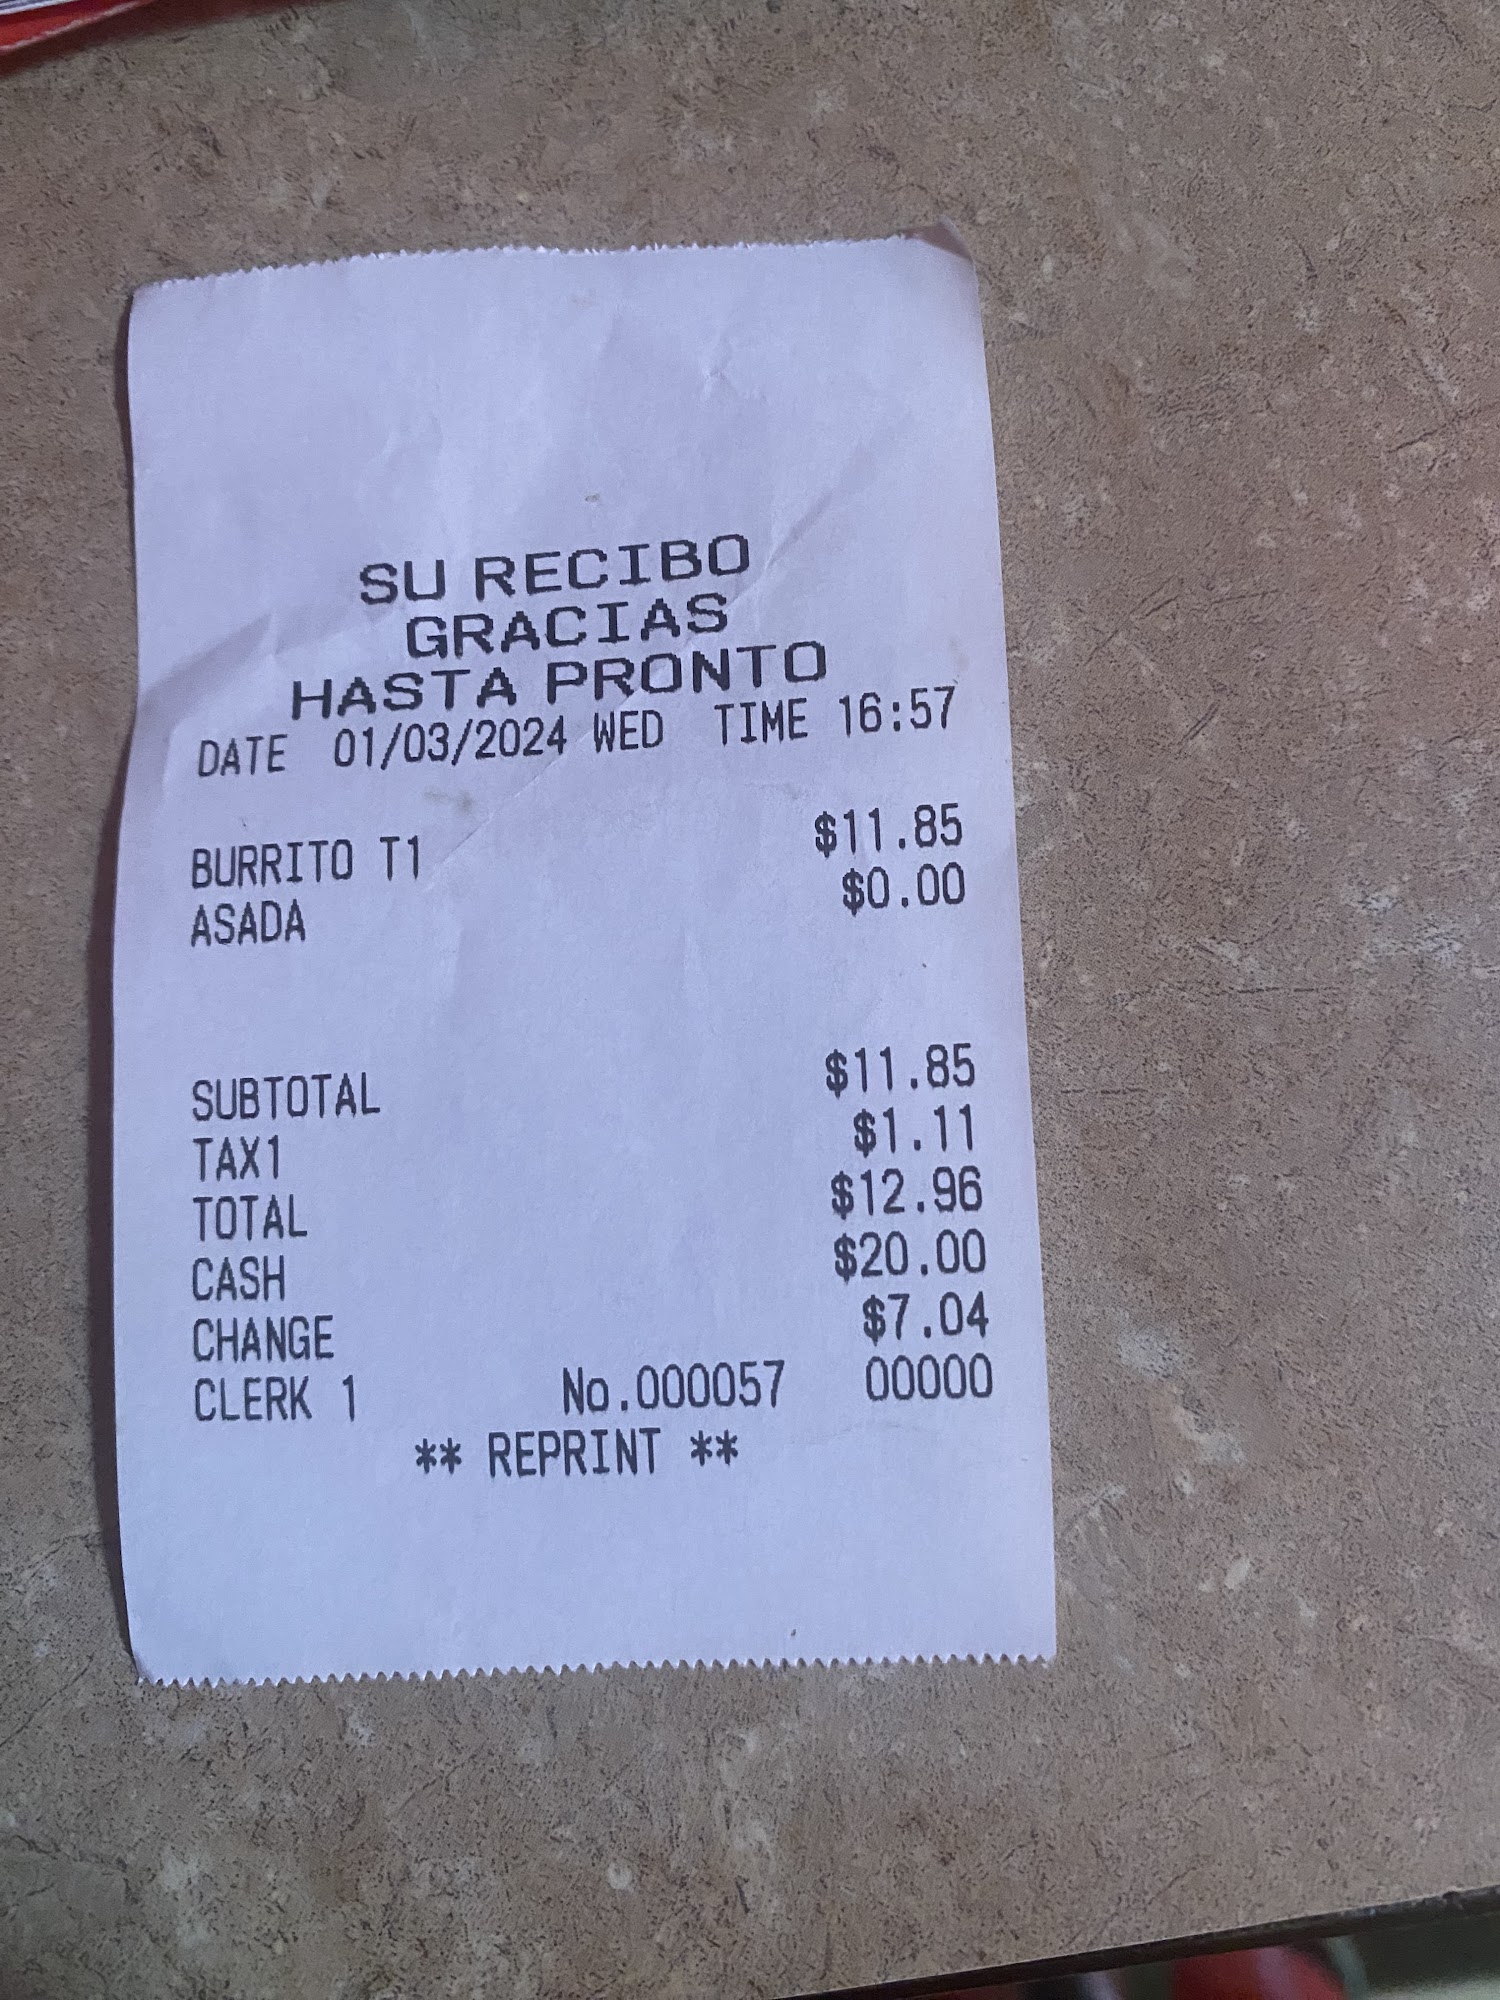 SU RECIBO
GRACIAS
HASTA PRONTO
DATE 01/03/2024 WED TIME 16:57
BURRITO T1 $11.85
ASADA $0.00
SUBTOTAL $11.85
TAX1 $1.11
TOTAL $12.96
CASH $20.00
CHANGE $7.04
CLERK 1 No.000057 00000
** REPRINT **